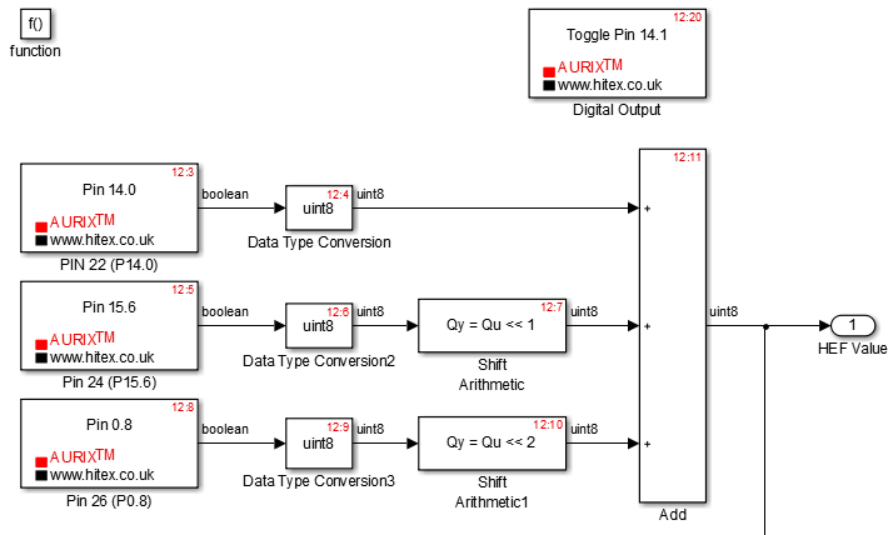 f()
function
12:20
Toggle Pin 14.1
AURIX™
www.hitex.co.uk
Digital Output
12:3
Pin 14.0
AURIX™
www.hitex.co.uk
PIN 22 (P14.0)
boolean
12:4
uint8
Data Type Conversion
uint8
12:5
Pin 15.6
AURIX™
www.hitex.co.uk
Pin 24 (P15.6)
boolean
12:6
uint8
Data Type Conversion2
uint8
12:7
Qy = Qu << 1
Shift
Arithmetic
uint8
12:8
Pin 0.8
AURIX™
www.hitex.co.uk
Pin 26 (P0.8)
boolean
12:9
uint8
Data Type Conversion3
uint8
12:10
Qy = Qu << 2
Shift
Arithmetic1
uint8
12:11
+
+
+
Add
uint8
1
HEF Value